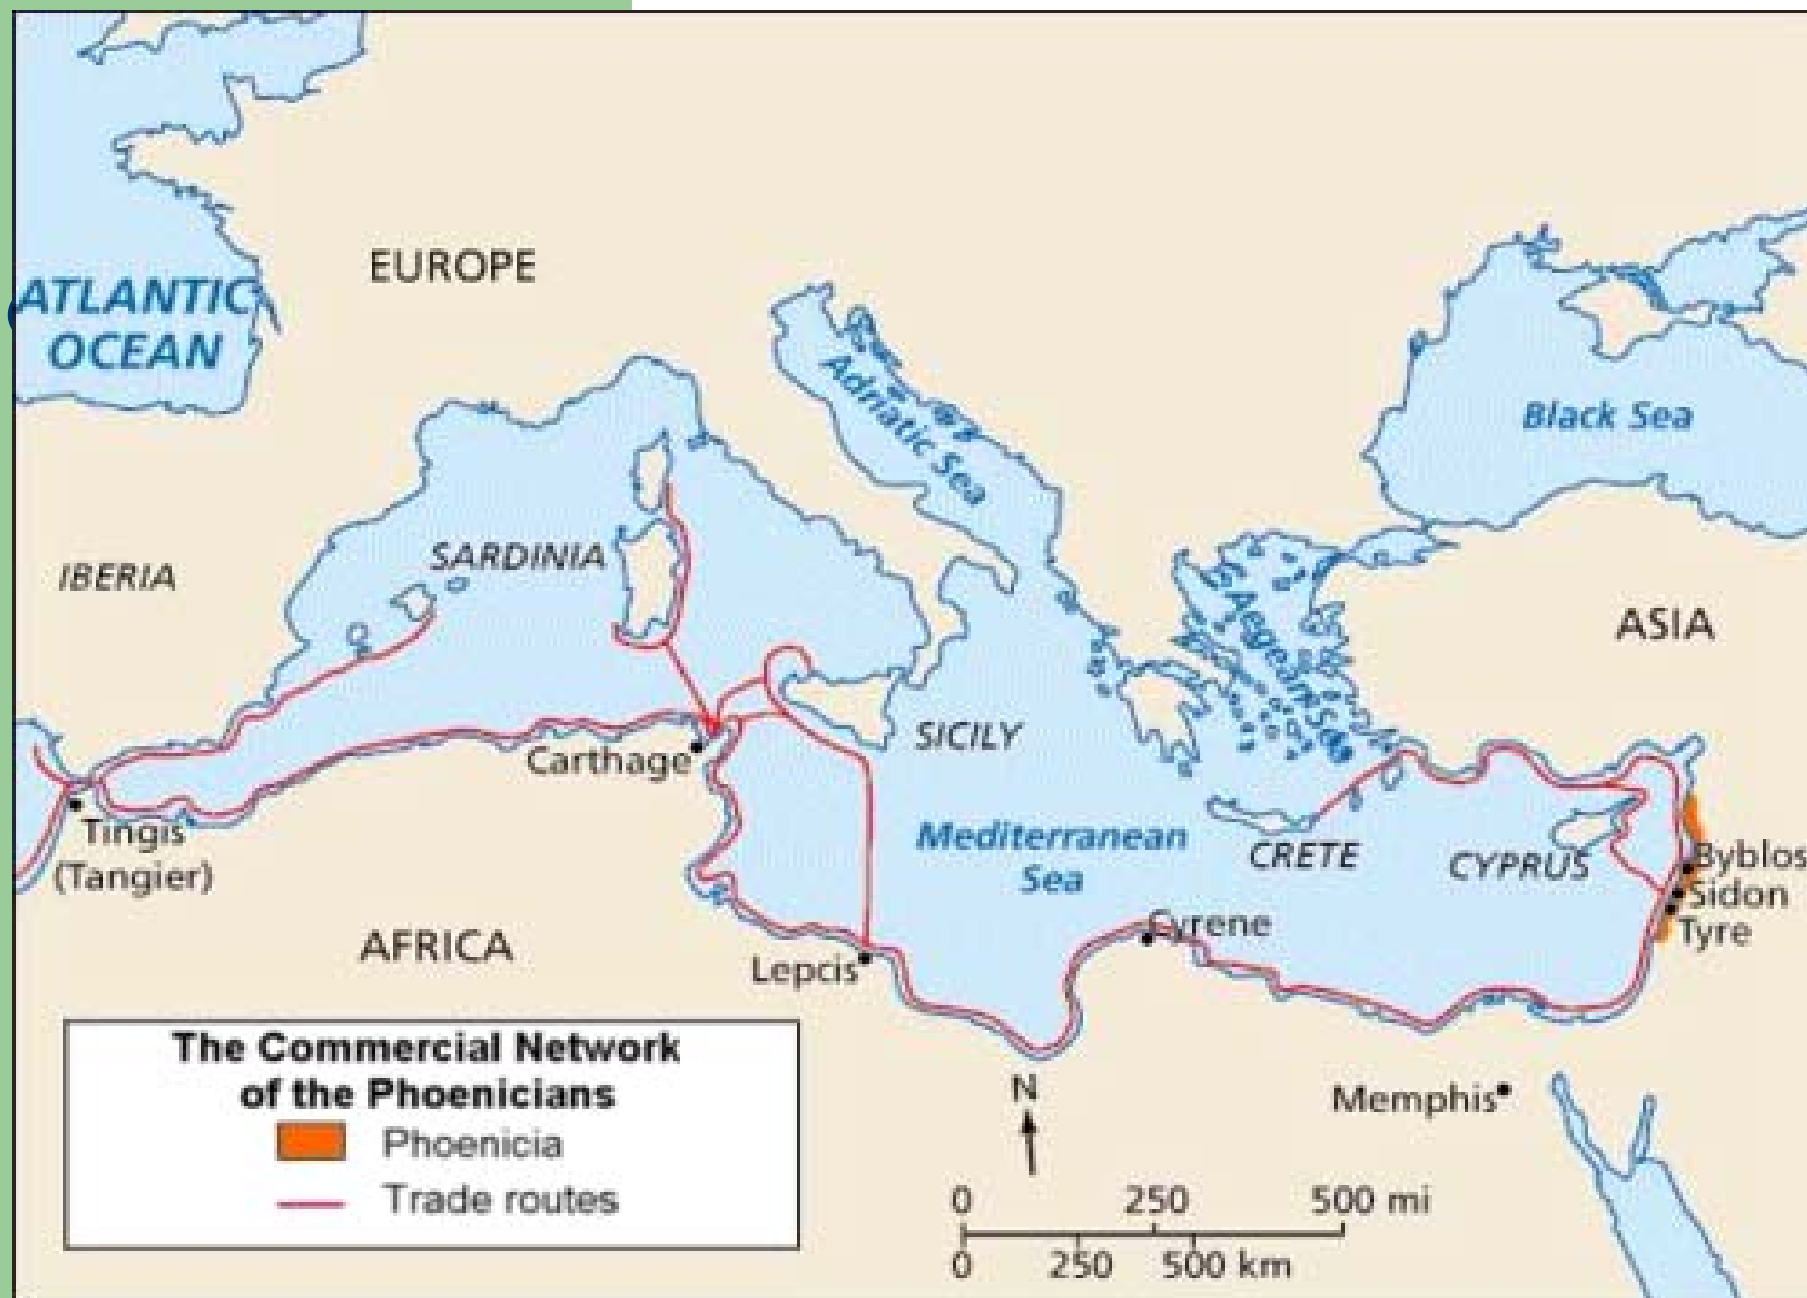 EUROPE
ATLANTIC
OCEAN
Adriatic Sea
Black Sea
IBERIA
SARDINIA
Aegean Sea
ASIA
SICILY
Carthage
Tingis
(Tangier)
Mediterranean
Sea
CRETE
CYPRUS
Byblos
Sidon
Tyre
Cyrene
AFRICA
Lepcis
Memphis
The Commercial Network
of the Phoenicians
Phoenicia
Trade routes
N
0 250 500 mi
0 250 500 km